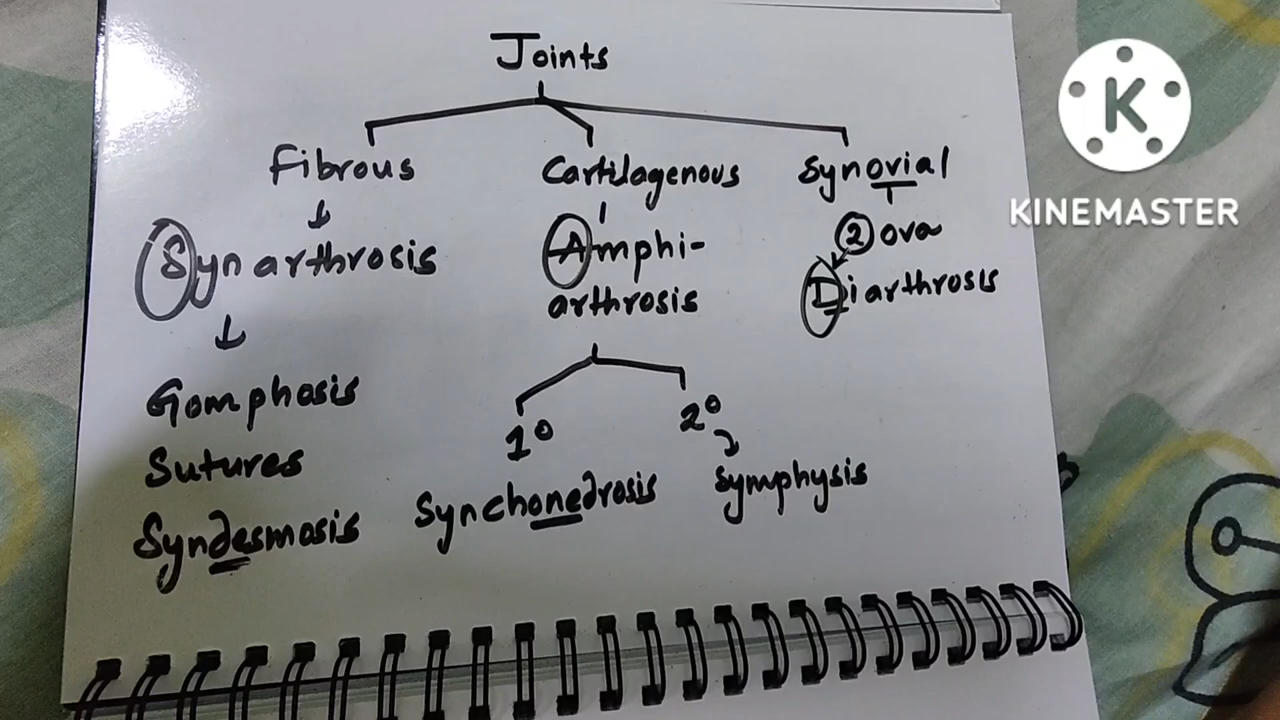 Joints
Fibrous
Cartilagenous
Synovial
Synarthrosis
Amphi-
arthrosis
2 ova
Diarthrosis
Gomphosis
Sutures
Syndesmosis
1°
2°
Synchonedrosis
Symphysis
K
KINEMASTER